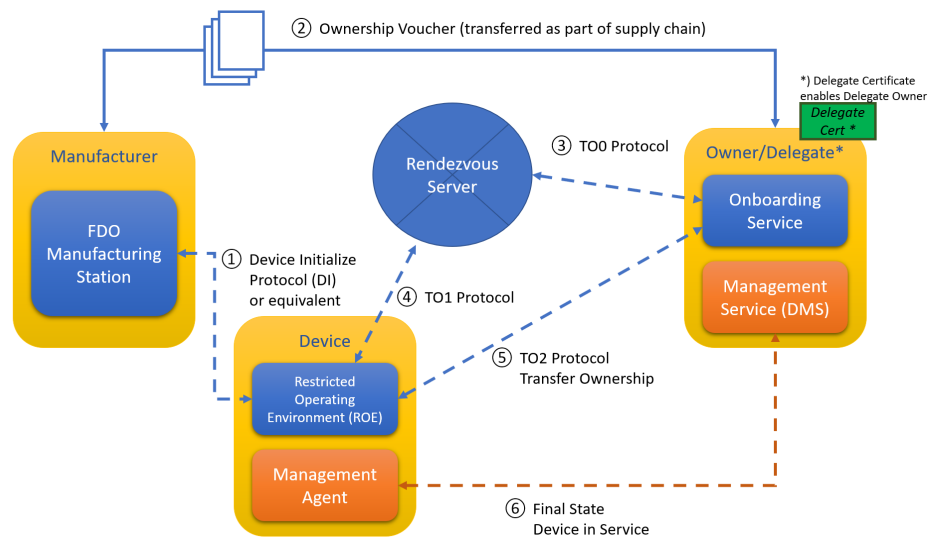 ② Ownership Voucher (transferred as part of supply chain)
*) Delegate Certificate
enables Delegate Owner
Delegate
Cert *
Manufacturer
FDO
Manufacturing
Station
Rendezvous
Server
③ TO0 Protocol
Owner/Delegate*
Onboarding
Service
Management
Service (DMS)
① Device Initialize
Protocol (DI)
or equivalent
④ TO1 Protocol
Device
Restricted
Operating
Environment (ROE)
Management
Agent
⑤ TO2 Protocol
Transfer Ownership
⑥ Final State
Device in Service